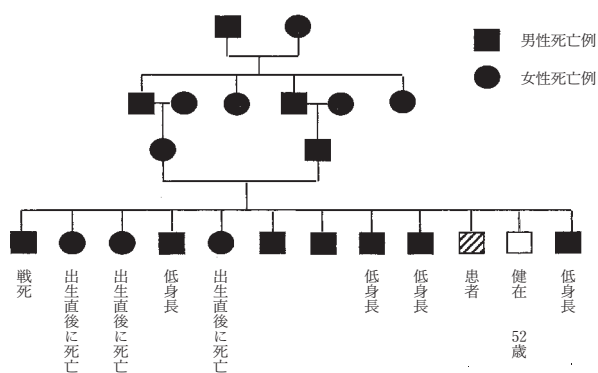 男性死亡例
女性死亡例
戦死
出生直後に死亡
出生直後に死亡
低身長
出生直後に死亡
低身長
低身長
患者
健在 52歳
低身長